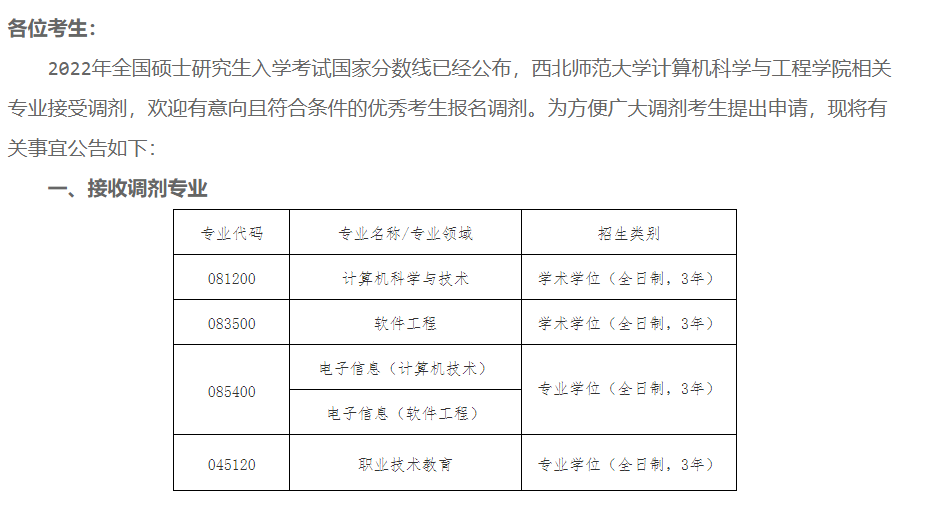 各位考生：
2022年全国硕士研究生入学考试国家分数线已经公布，西北师范大学计算机科学与工程学院相关
专业接受调剂，欢迎有意向且符合条件的优秀考生报名调剂。为方便广大调剂考生提出申请，现将有
关事宜公告如下：
一、接收调剂专业
专业代码 专业名称/专业领域 招生类别
081200 计算机科学与技术 学术学位（全日制，3年）
083500 软件工程 学术学位（全日制，3年）
085400 电子信息（计算机技术） 专业学位（全日制，3年）
电子信息（软件工程）
045120 职业技术教育 专业学位（全日制，3年）